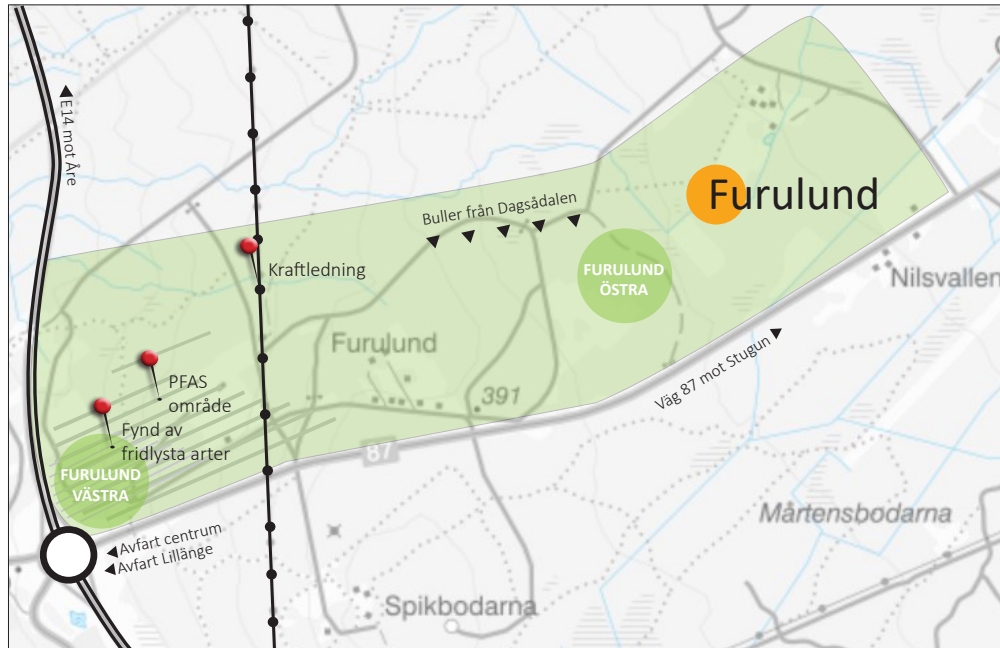 E14 mot Åre
Buller från Dagsådalen
Furulund
FURULUND
ÖSTRA
Kraftledning
Nilsvallen
Furulund
PFAS
område
Fynd av
fridlysta arter
391
Väg 87 mot Stugun
87
FURULUND
VÄSTRA
Mårtensbodarna
Avfart centrum
Avfart Lillänge
Spikbodarna